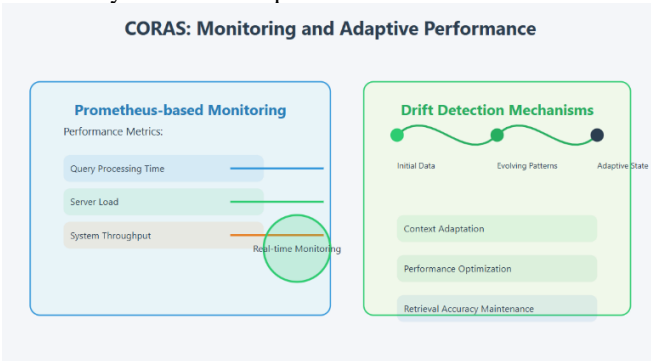 CORAS: Monitoring and Adaptive Performance
Prometheus-based Monitoring
Performance Metrics:
Query Processing Time
Server Load
System Throughput
Real-time Monitoring
Drift Detection Mechanisms
Initial Data
Evolving Patterns
Adaptive State
Context Adaptation
Performance Optimization
Retrieval Accuracy Maintenance